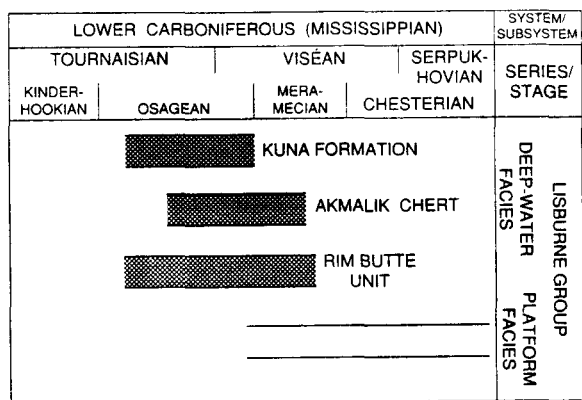 LOWER CARBONIFEROUS (MISSISSIPPIAN)
SYSTEM/
SUBSYSTEM
TOURNAISIAN
VISÉAN
SERPUK-
HOVIAN
SERIES/
STAGE
KINDER-
HOOKIAN
OSAGEAN
MERA-
MECIAN
CHESTERIAN
KUNA FORMATION
AKMALIK CHERT
RIM BUTTE
UNIT
DEEP-WATER
FACIES
PLATFORM
FACIES
LISBURNE GROUP